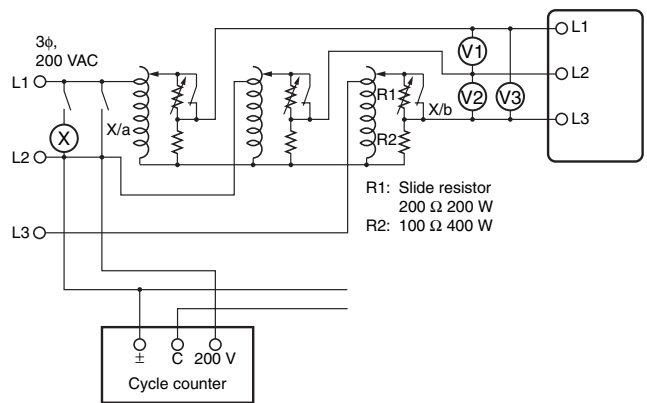 3ϕ,
200 VAC
L1
L2
L3
X
X/a
R1
R2
X/b
V1
V2
V3
L1
L2
L3
R1: Slide resistor
200 Ω 200 W
R2: 100 Ω 400 W
± C 200 V
Cycle counter